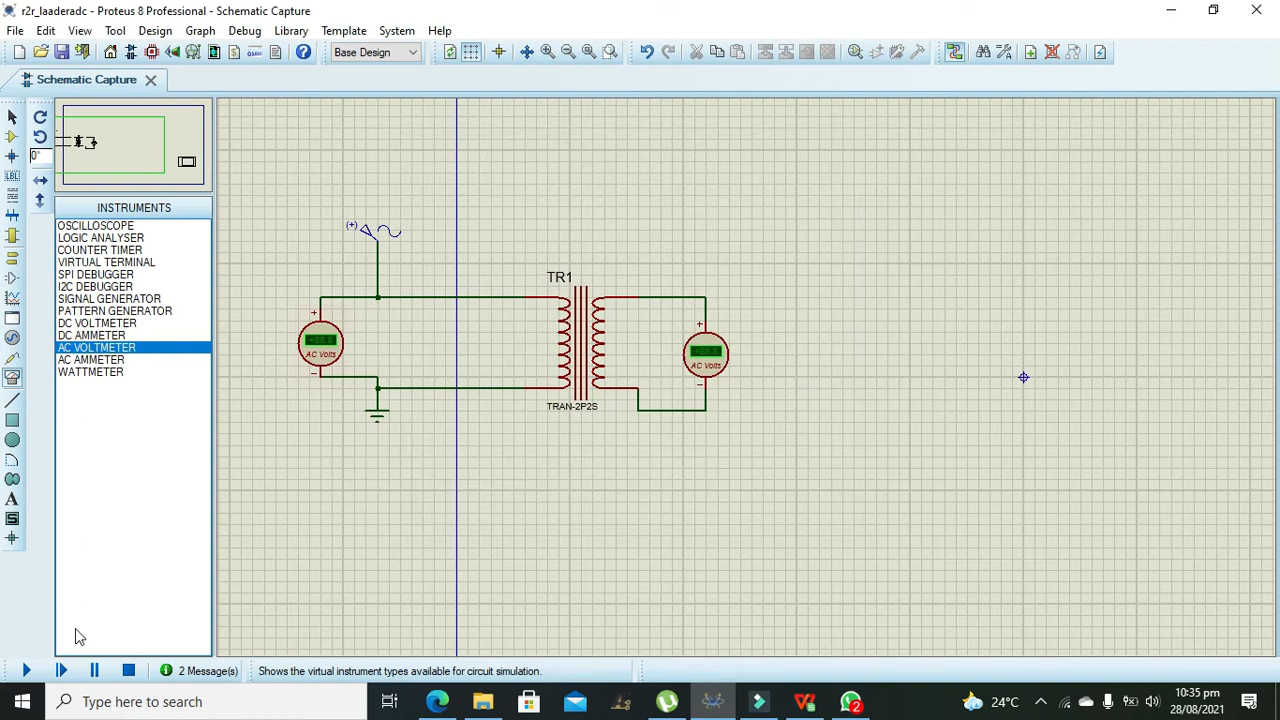 r2r_laaderadc - Proteus 8 Professional - Schematic Capture
File Edit View Tool Design Graph Debug Library Template System Help
Base Design
Schematic Capture
0°
LBL
INSTRUMENTS
OSCILLOSCOPE
LOGIC ANALYSER
COUNTER TIMER
VIRTUAL TERMINAL
SPI DEBUGGER
I2C DEBUGGER
SIGNAL GENERATOR
PATTERN GENERATOR
DC VOLTMETER
DC AMMETER
AC VOLTMETER
AC AMMETER
WATTMETER
A
S
(+)
TR1
+
AC Volts
−
+
AC Volts
−
TRAN-2P2S
2 Message(s)
Shows the virtual instrument types available for circuit simulation.
Type here to search
2
24°C
10:35 pm
28/08/2021